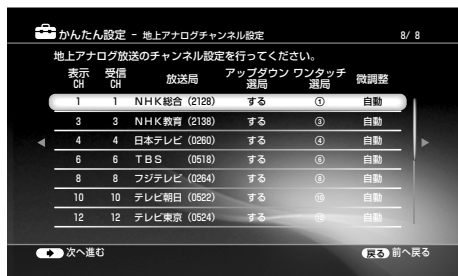 かんたん設定 - 地上アナログチャンネル設定 8/ 8
地上アナログ放送のチャンネル設定を行ってください。
表示CH 受信CH 放送局 アップダウン選局 ワンタッチ選局 微調整
1 1 NHK総合 (2128) する ① 自動
3 3 NHK教育 (2138) する ③ 自動
4 4 日本テレビ (0260) する ④ 自動
6 6 TBS (0518) する ⑥ 自動
8 8 フジテレビ (0264) する ⑧ 自動
10 10 テレビ朝日 (0522) する ⑩ 自動
12 12 テレビ東京 (0524) する ⑫ 自動
次へ進む 戻る 前へ戻る